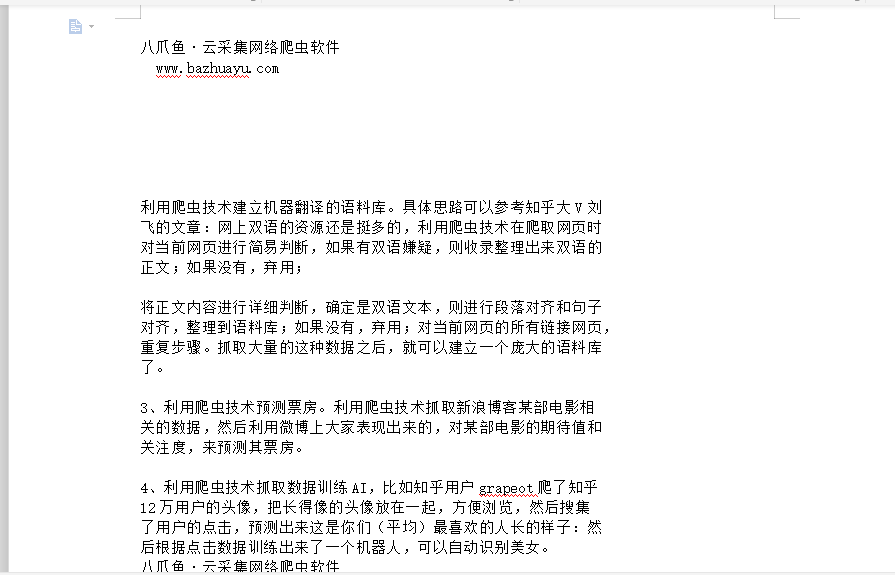 八爪鱼·云采集网络爬虫软件
www.bazhuayu.com
利用爬虫技术建立机器翻译的语料库。具体思路可以参考知乎大 V 刘
飞的文章：网上双语的资源还是挺多的，利用爬虫技术在爬取网页时
对当前网页进行简易判断，如果有双语嫌疑，则收录整理出来双语的
正文；如果没有，弃用；
将正文内容进行详细判断，确定是双语文本，则进行段落对齐和句子
对齐，整理到语料库；如果没有，弃用；对当前网页的所有链接网页，
重复步骤。抓取大量的这种数据之后，就可以建立一个庞大的语料库
了。
3、利用爬虫技术预测票房。利用爬虫技术抓取新浪博客某部电影相
关的数据，然后利用微博上大家表现出来的，对某部电影的期待值和
关注度，来预测其票房。
4、利用爬虫技术抓取数据训练 AI，比如知乎用户 grapeot 爬了知乎
12 万用户的头像，把长得像的头像放在一起，方便浏览，然后搜集
了用户的点击，预测出来这是你们（平均）最喜欢的人长的样子：然
后根据点击数据训练出来了一个机器人，可以自动识别美女。
八爪鱼·云采集网络爬虫软件